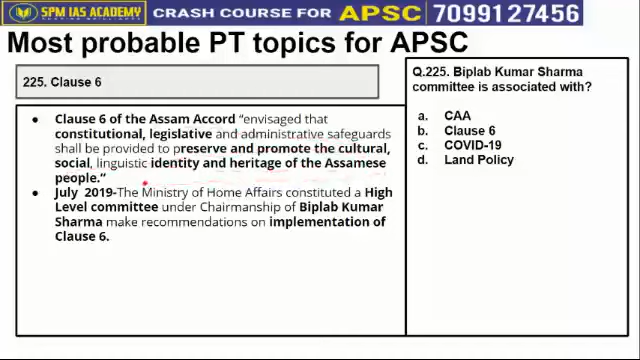 SPM IAS ACADEMY
CRASH COURSE FOR APSC 7099127456
Most probable PT topics for APSC
225. Clause 6
● Clause 6 of the Assam Accord “envisaged that
constitutional, legislative and administrative safeguards
shall be provided to preserve and promote the cultural,
social, linguistic identity and heritage of the Assamese
people.“
● July 2019-The Ministry of Home Affairs constituted a High
Level committee under Chairmanship of Biplab Kumar
Sharma make recommendations on implementation of
Clause 6.
Q.225. Biplab Kumar Sharma
committee is associated with?
a. CAA
b. Clause 6
c. COVID-19
d. Land Policy